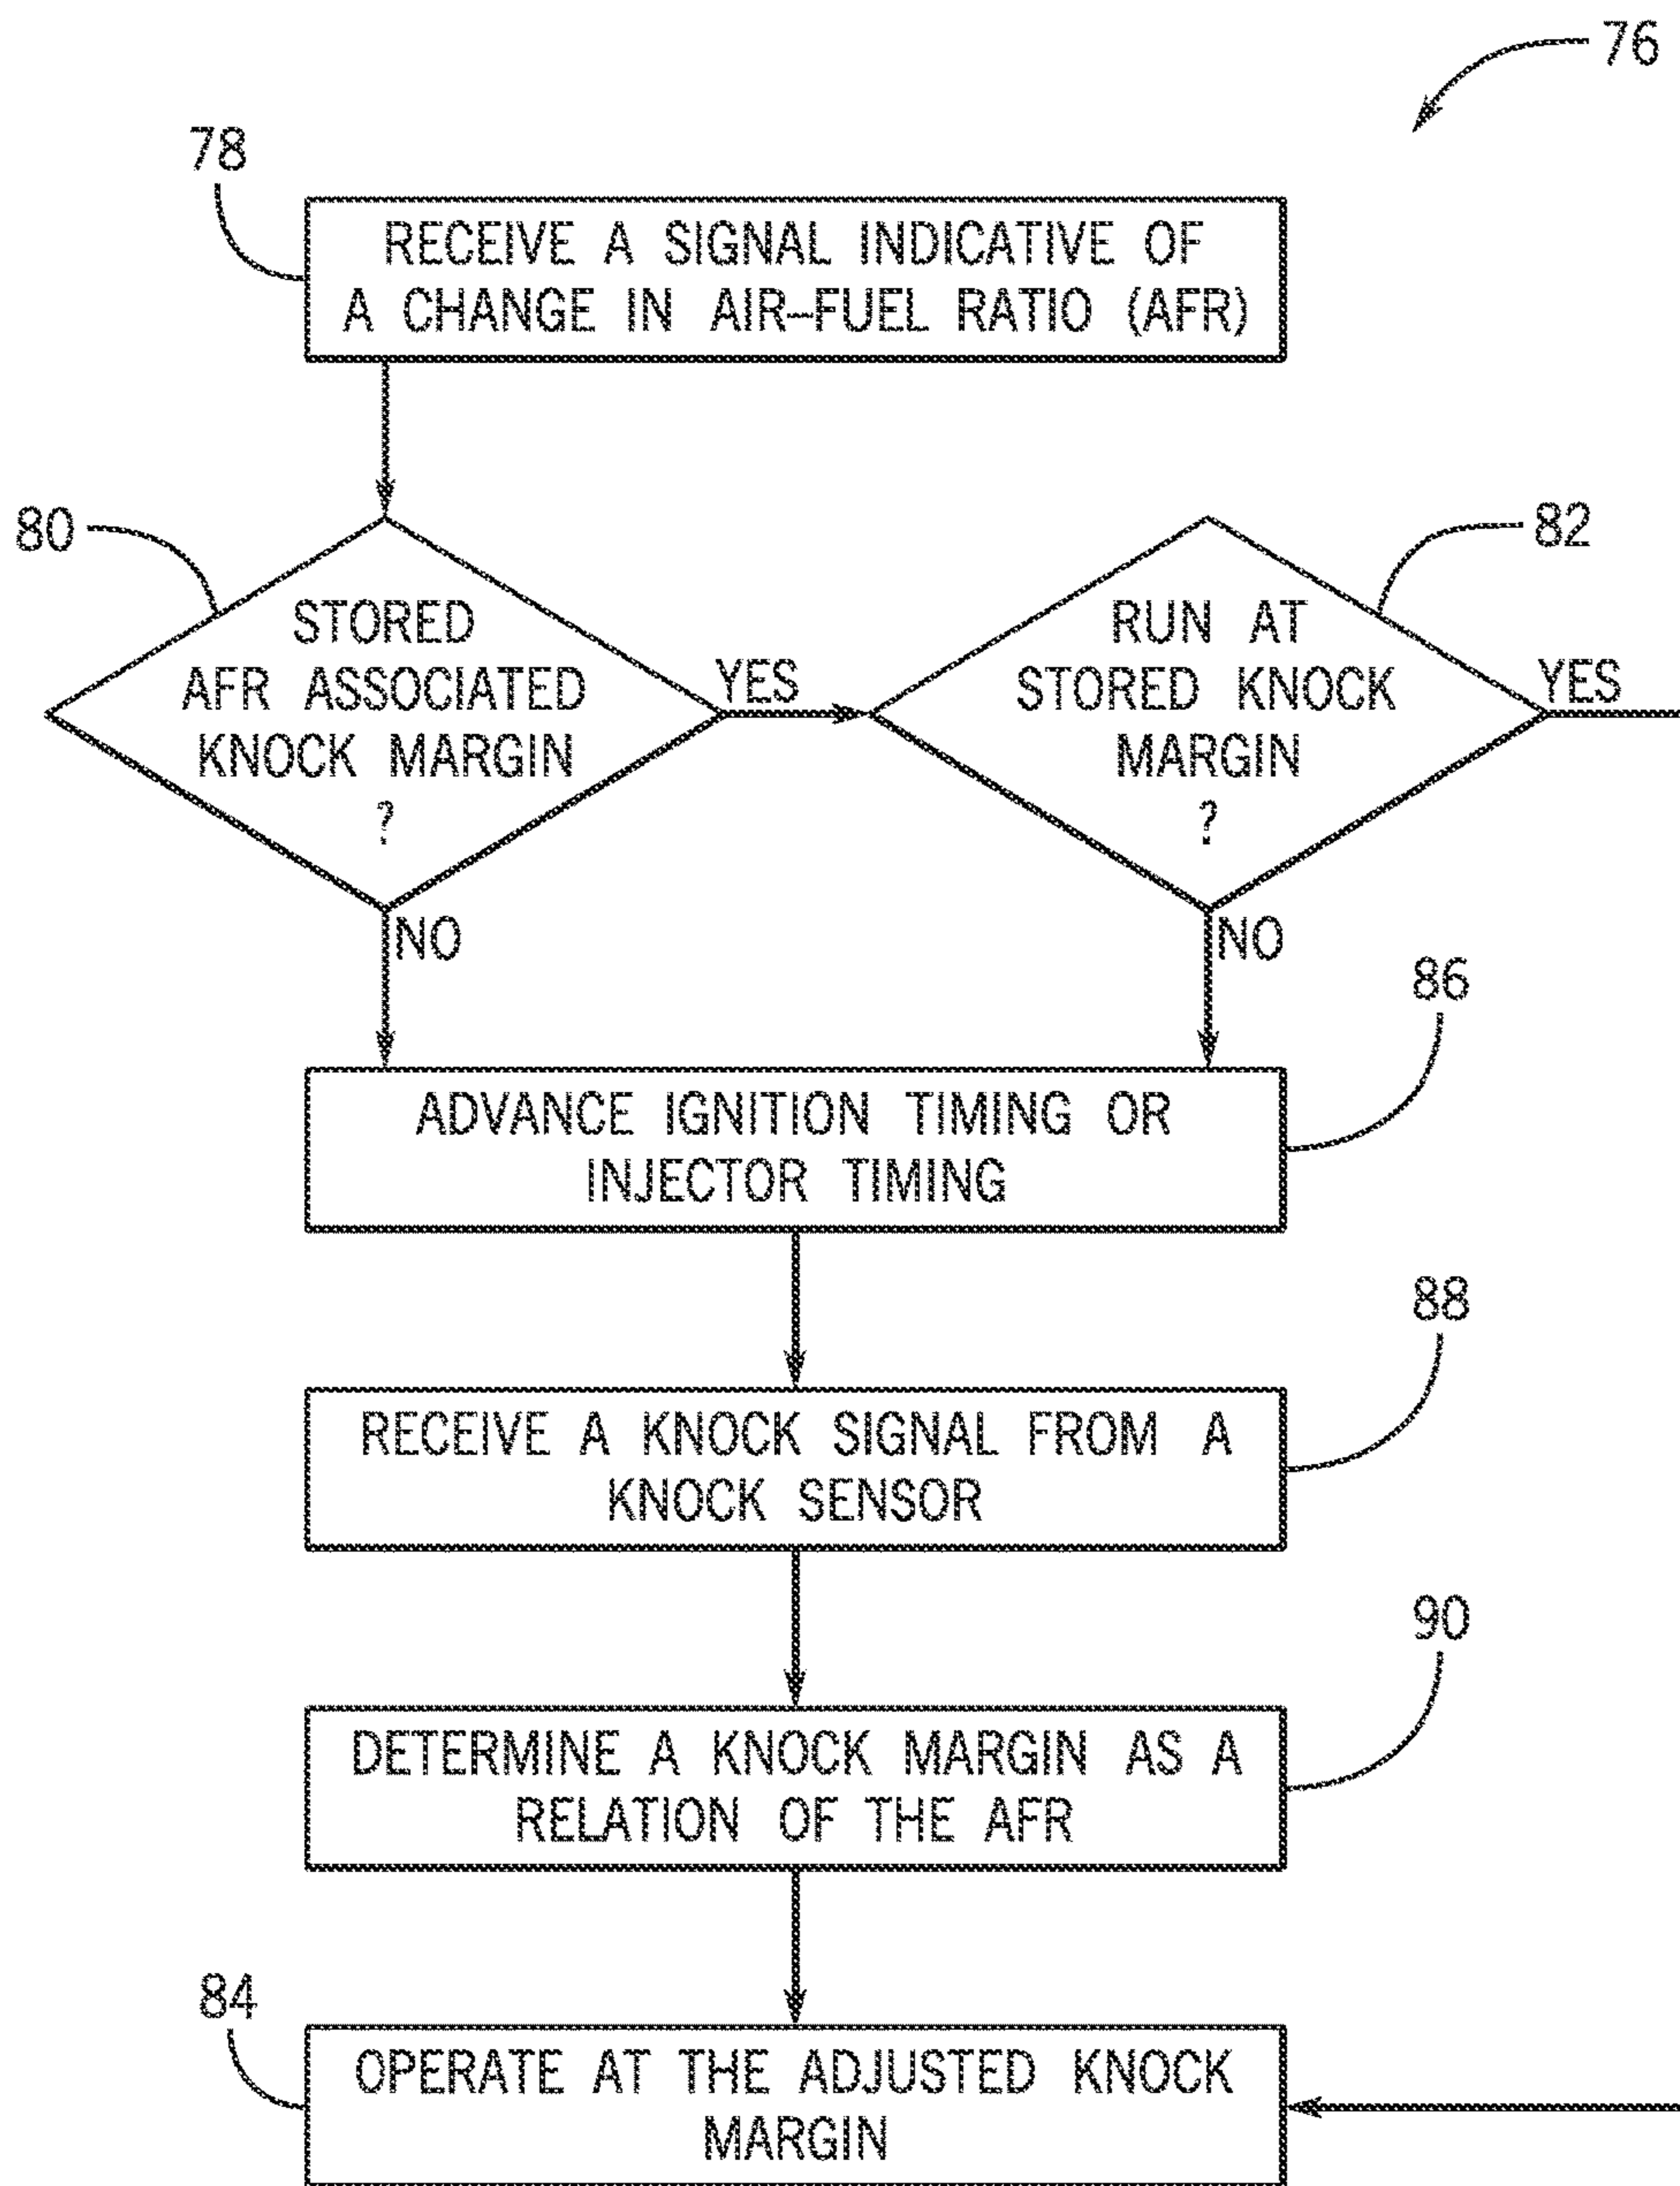 76
78
RECEIVE A SIGNAL INDICATIVE OF
A CHANGE IN AIR-FUEL RATIO (AFR)
80
STORED
AFR ASSOCIATED
KNOCK MARGIN
?
YES
NO
82
RUN AT
STORED KNOCK
MARGIN
?
YES
NO
86
ADVANCE IGNITION TIMING OR
INJECTOR TIMING
88
RECEIVE A KNOCK SIGNAL FROM A
KNOCK SENSOR
90
DETERMINE A KNOCK MARGIN AS A
RELATION OF THE AFR
84
OPERATE AT THE ADJUSTED KNOCK
MARGIN